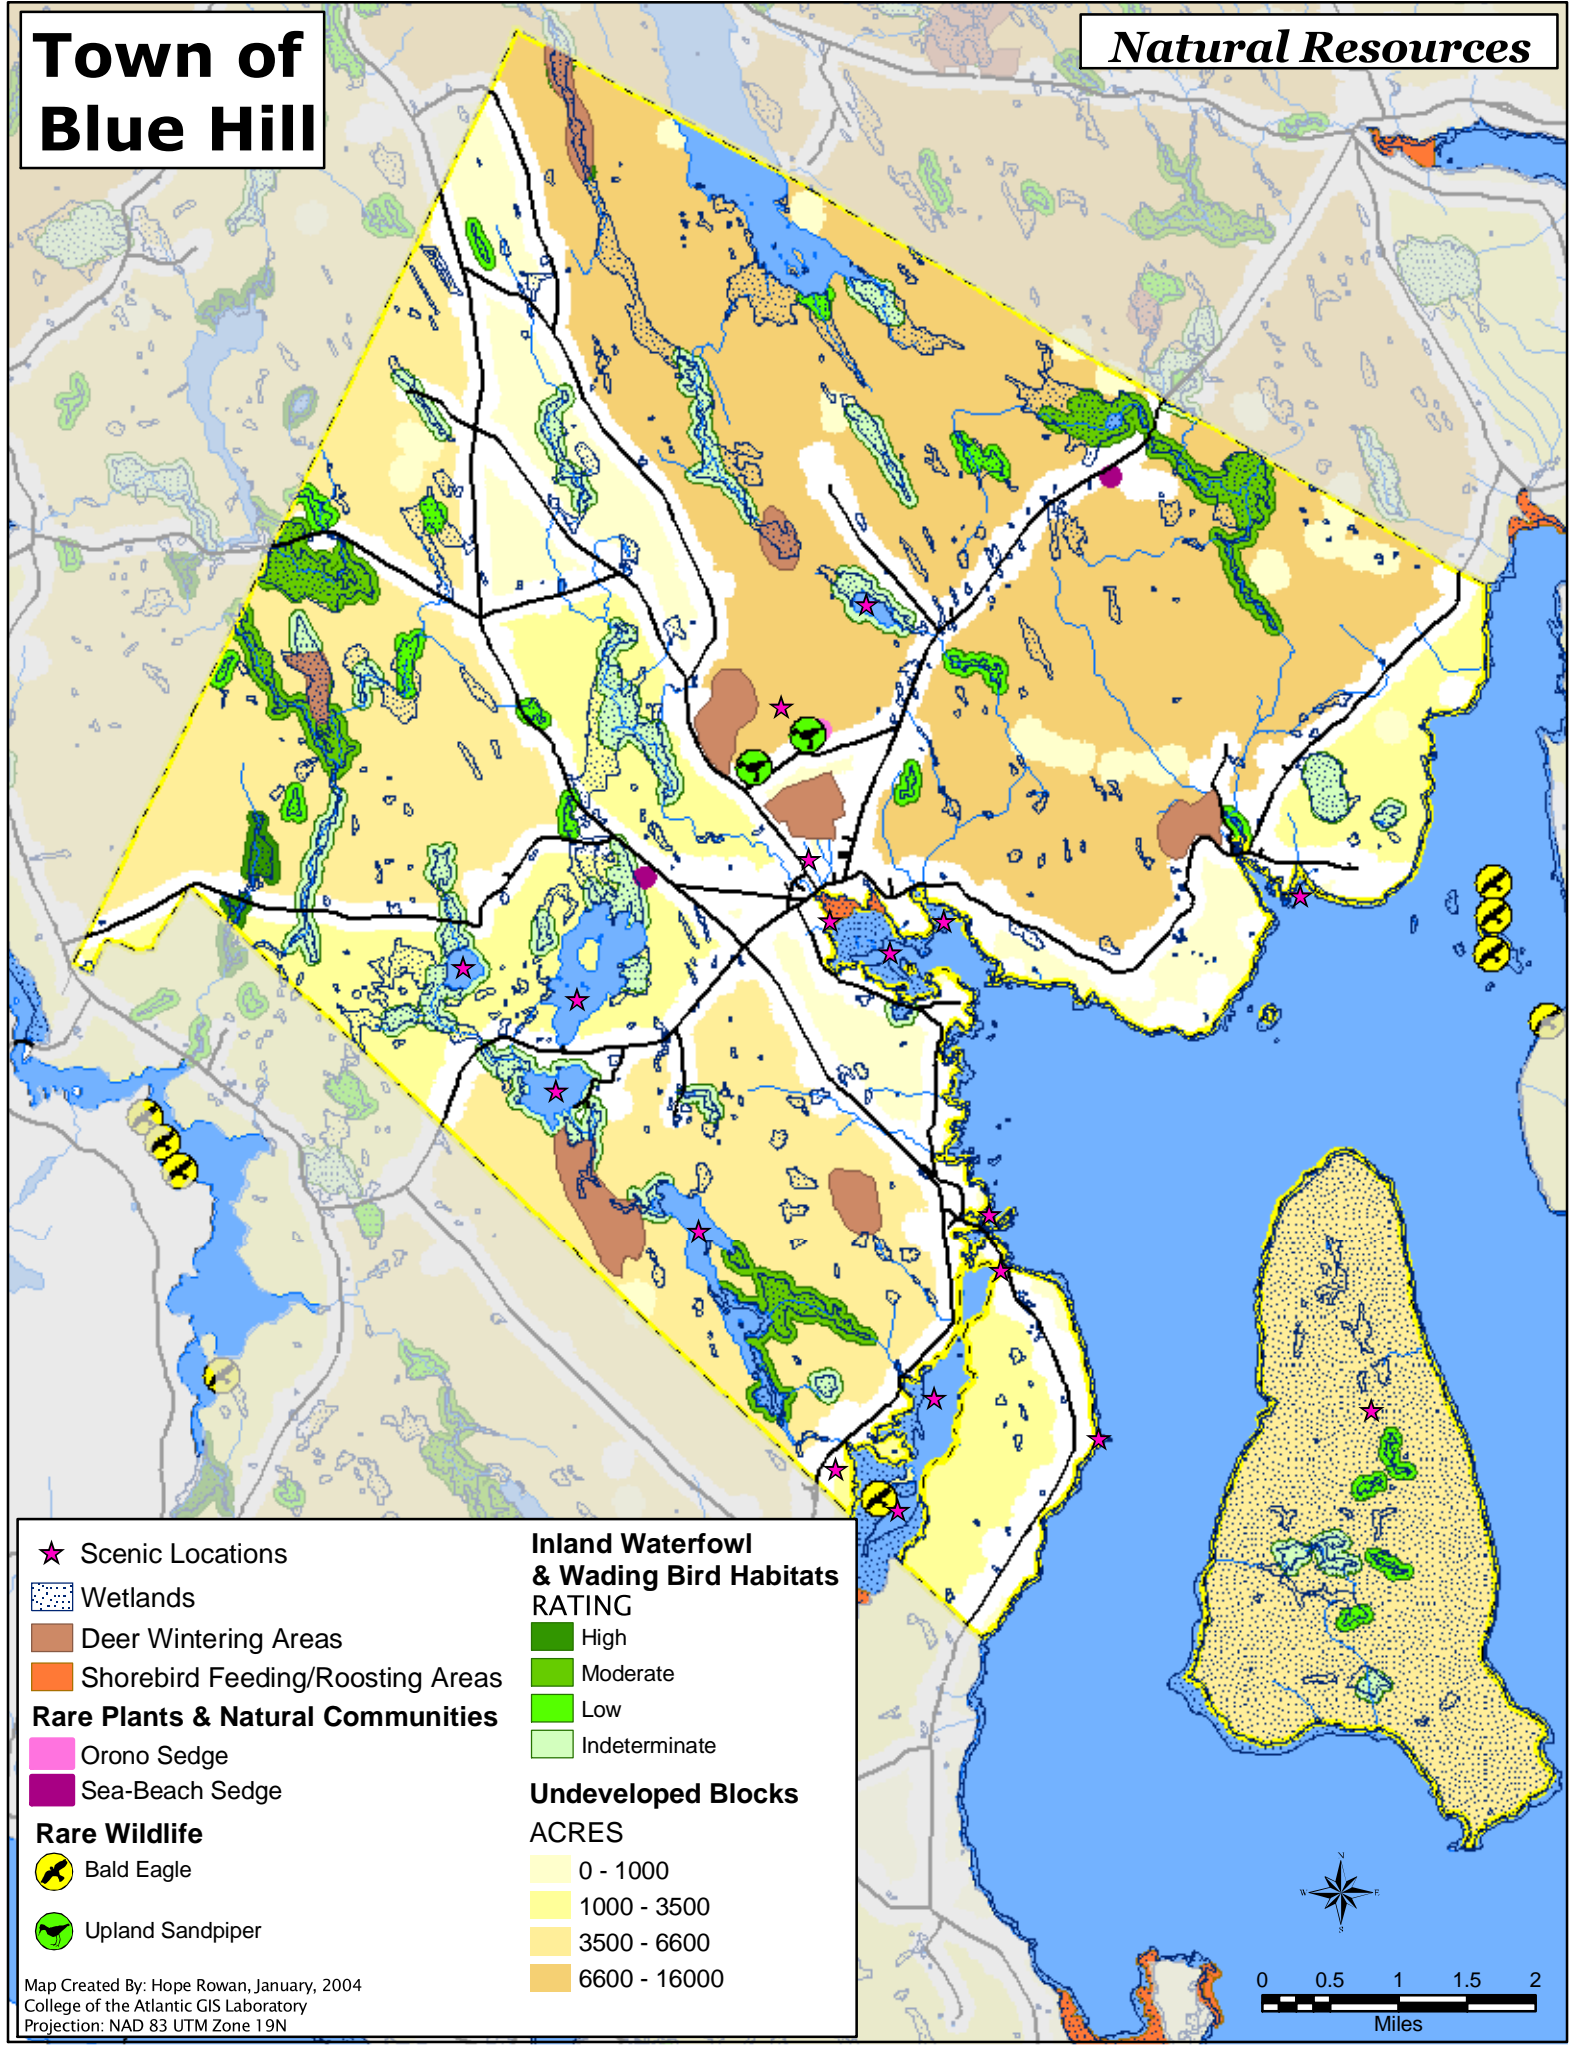 Town of
Blue Hill
Natural Resources
Scenic Locations
Wetlands
Deer Wintering Areas
Shorebird Feeding/Roosting Areas
Rare Plants & Natural Communities
Orono Sedge
Sea-Beach Sedge
Rare Wildlife
Bald Eagle
Upland Sandpiper
Map Created By: Hope Rowan, January, 2004
College of the Atlantic GIS Laboratory
Projection: NAD 83 UTM Zone 19N
Inland Waterfowl
& Wading Bird Habitats
RATING
High
Moderate
Low
Indeterminate
Undeveloped Blocks
ACRES
0 - 1000
1000 - 3500
3500 - 6600
6600 - 16000
N
W E
S
0 0.5 1 1.5 2
Miles